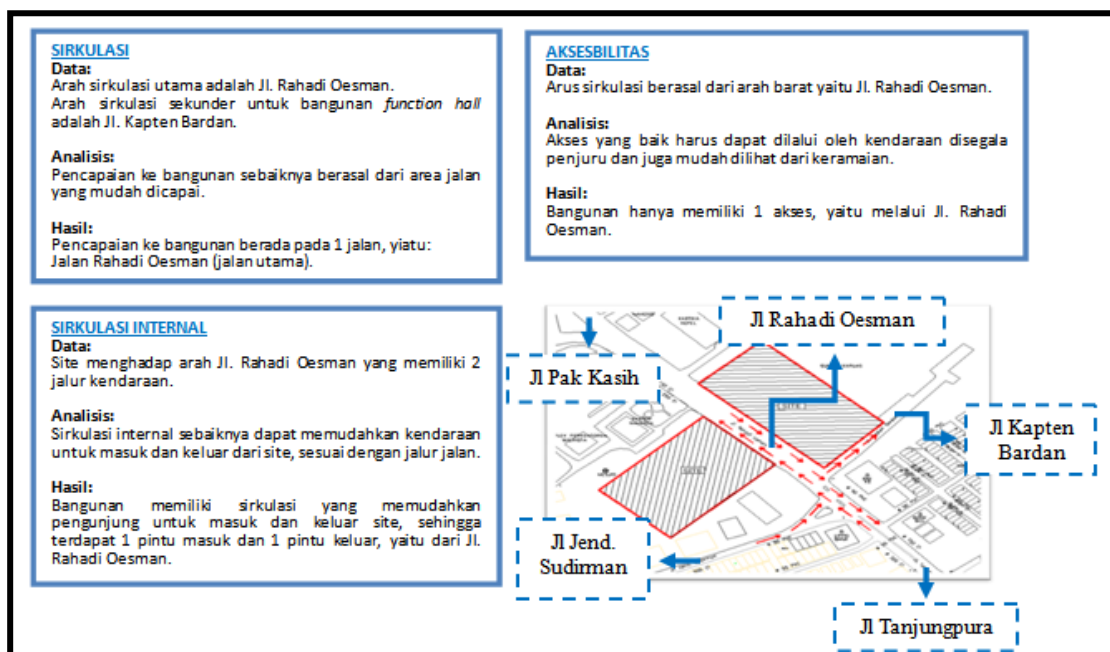 SIRKULASI
Data:
Arah sirkulasi utama adalah Jl. Rahadi Oesman.
Arah sirkulasi sekunder untuk bangunan function hall
adalah Jl. Kapten Bardan.
Analisis:
Pencapaian ke bangunan sebaiknya berasal dari area jalan
yang mudah dicapai.
Hasil:
Pencapaian ke bangunan berada pada 1 jalan, yiatu:
Jalan Rahadi Oesman (jalan utama).
AKSESBILITAS
Data:
Arus sirkulasi berasal dari arah barat yaitu Jl. Rahadi Oesman.
Analisis:
Akses yang baik harus dapat dilalui oleh kendaraan disegala
penjuru dan juga mudah dilihat dari keramaian.
Hasil:
Bangunan hanya memiliki 1 akses, yaitu melalui Jl. Rahadi
Oesman.
SIRKULASI INTERNAL
Data:
Site menghadap arah Jl. Rahadi Oesman yang memiliki 2
jalur kendaraan.
Analisis:
Sirkulasi internal sebaiknya dapat memudahkan kendaraan
untuk masuk dan keluar dari site, sesuai dengan jalur jalan.
Hasil:
Bangunan memiliki sirkulasi yang memudahkan
pengunjung untuk masuk dan keluar site, sehingga
terdapat 1 pintu masuk dan 1 pintu keluar, yaitu dari Jl.
Rahadi Oesman.
Jl Rahadi Oesman
Jl Pak Kasih
Jl Kapten
Bardan
Jl Jend.
Sudirman
Jl Tanjungpura
SITE
SITE